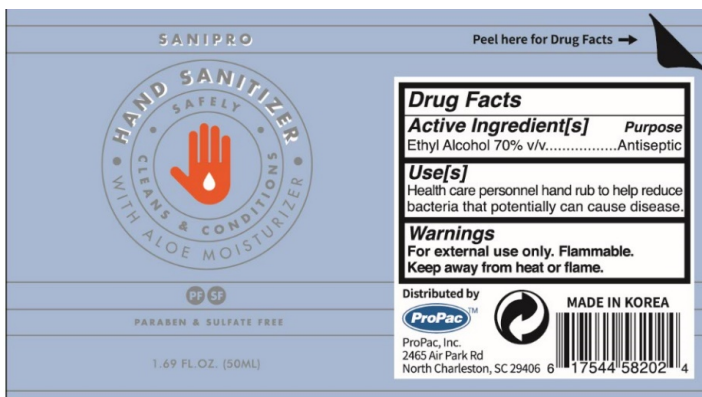 SANIPRO
Peel here for Drug Facts →
HAND SANITIZER
SAFELY
CLEANS & CONDITIONS
WITH ALOE MOISTURIZER
PF SF
PARABEN & SULFATE FREE
1.69 FL.OZ. (50ML)
Drug Facts
Active Ingredient[s] Purpose
Ethyl Alcohol 70% v/v.................Antiseptic
Use[s]
Health care personnel hand rub to help reduce
bacteria that potentially can cause disease.
Warnings
For external use only. Flammable.
Keep away from heat or flame.
Distributed by
ProPac™
ProPac, Inc.
2465 Air Park Rd
North Charleston, SC 29406
MADE IN KOREA
6 17544 58202 4